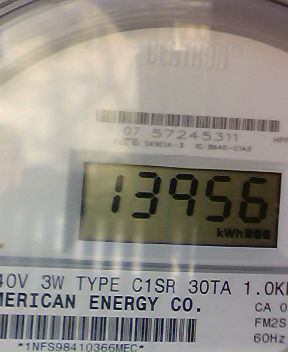 CENTRON®
07 57245311
13956
kWh
40V 3W TYPE C1SR 30TA 1.0K
MERICAN ENERGY CO. CA 0
FM2S
60Hz
*1NFS98410366MEC*